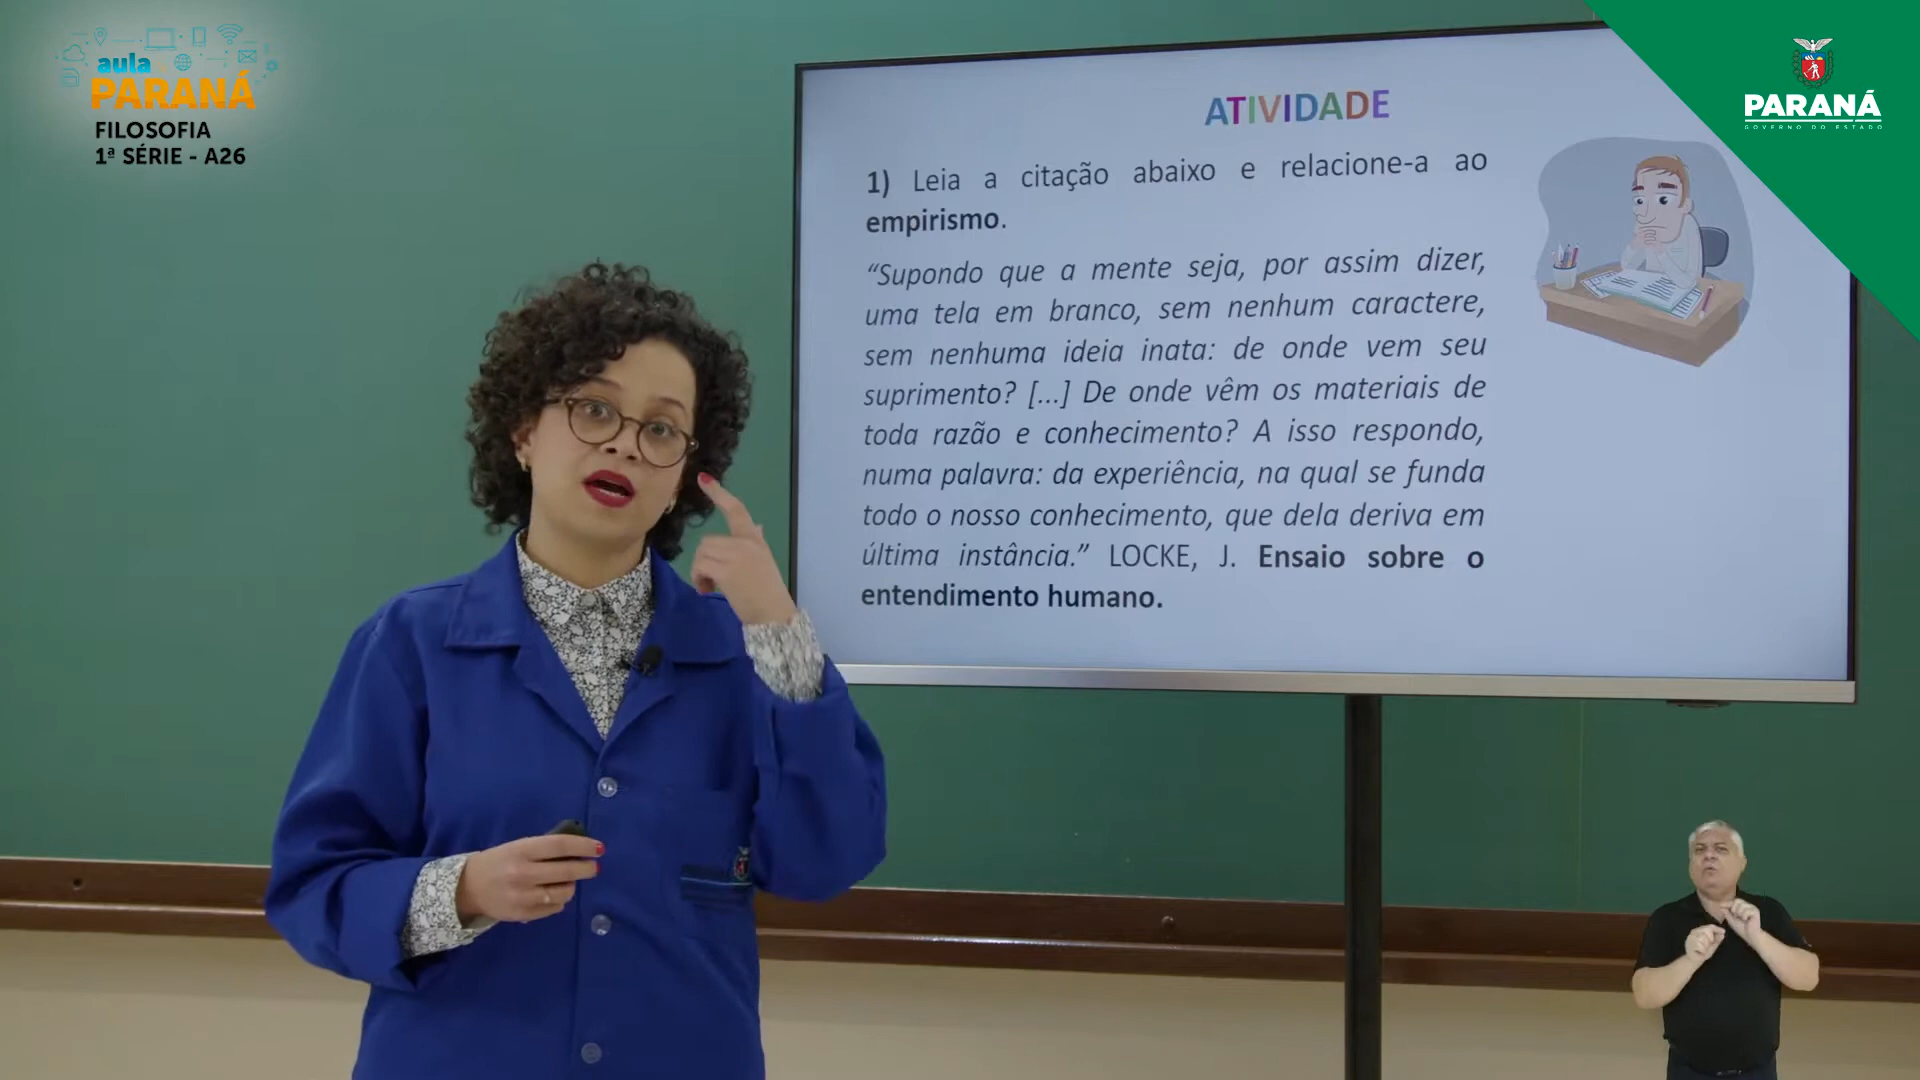 aula
PARANÁ
FILOSOFIA
1ª SÉRIE - A26
PARANÁ
GOVERNO DO ESTADO
ATIVIDADE
1) Leia a citação abaixo e relacione-a ao
empirismo.
“Supondo que a mente seja, por assim dizer,
uma tela em branco, sem nenhum caractere,
sem nenhuma ideia inata: de onde vem seu
suprimento? [...] De onde vêm os materiais de
toda razão e conhecimento? A isso respondo,
numa palavra: da experiência, na qual se funda
todo o nosso conhecimento, que dela deriva em
última instância.” LOCKE, J. Ensaio sobre o
entendimento humano.